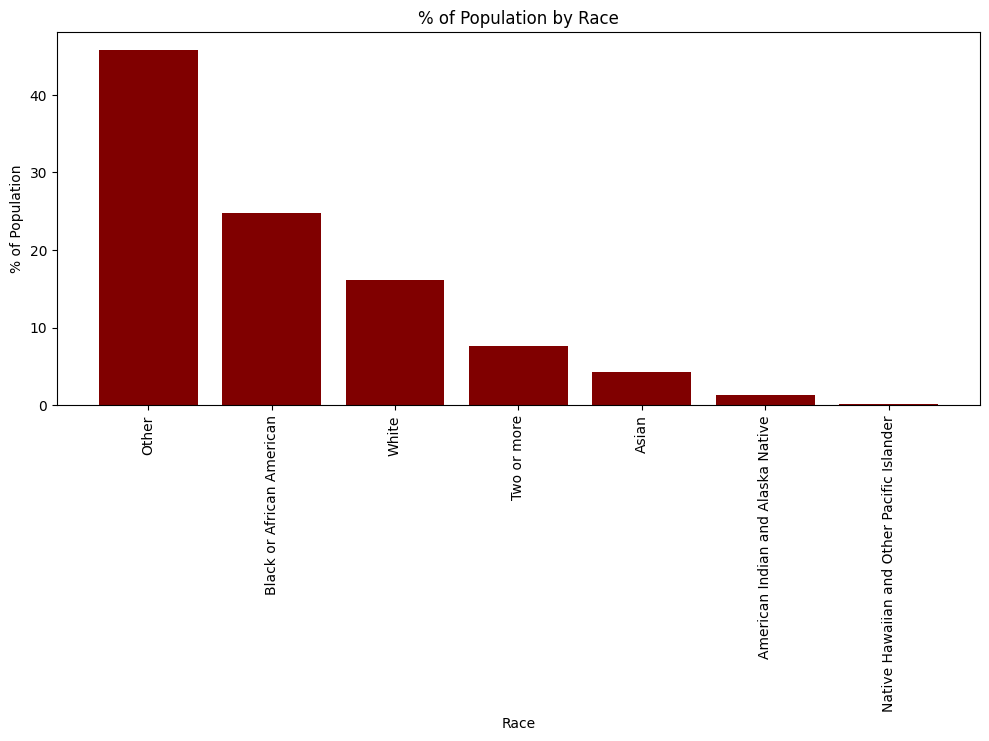 % of Population by Race
% of Population
40
30
20
10
0
Other
Black or African American
White
Two or more
Asian
American Indian and Alaska Native
Native Hawaiian and Other Pacific Islander
Race